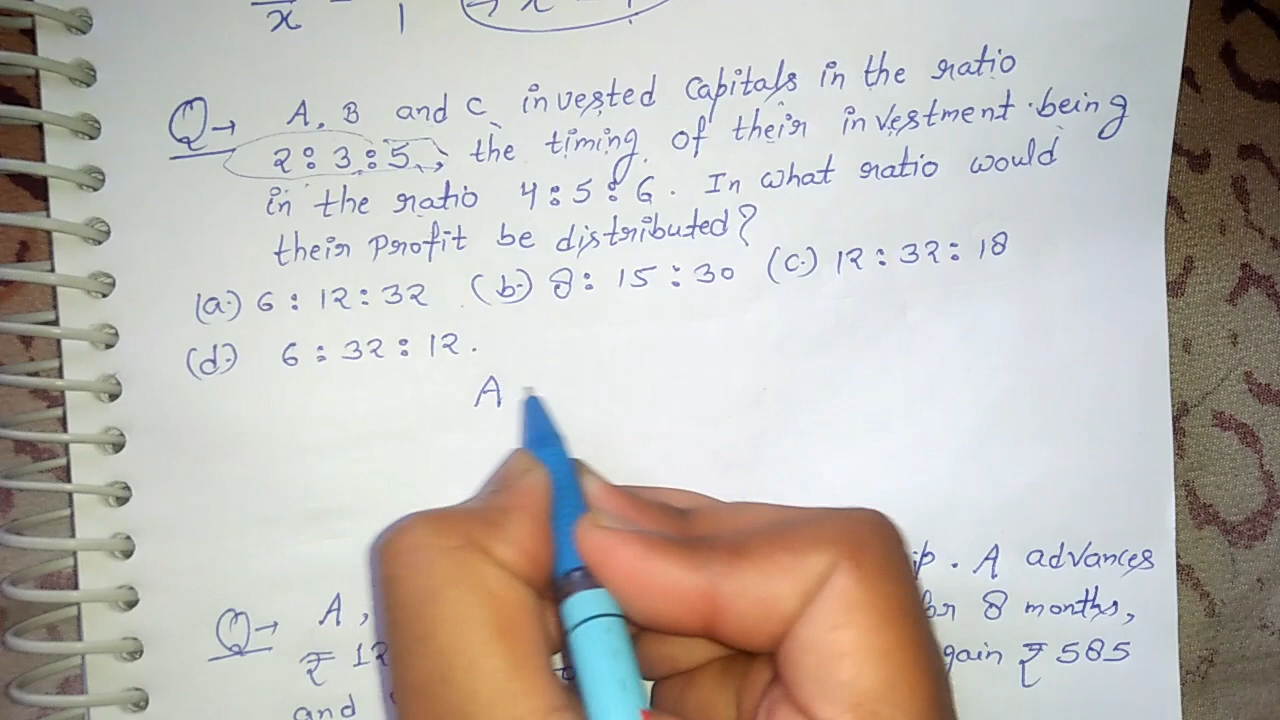 x 1
Q→ A, B and C invested Capitals in the ratio
2:3:5, the timing of their investment being
in the ratio 4:5:6. In what ratio would
their Profit be distributed?
(a.) 6:12:32 (b.) 8:15:30 (c.) 12:32:18
(d.) 6:32:12.
A
Q→ A, . A advances
₹ 8 months,
and gain ₹ 585